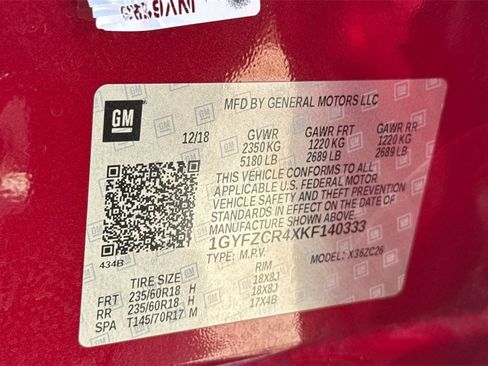 GM
MFD BY GENERAL MOTORS LLC
12/18 GVWR GAWR FRT GAWR RR
2350 KG 1220 KG 1220 KG
5180 LB 2689 LB 2689 LB
THIS VEHICLE CONFORMS TO ALL
APPLICABLE U.S. FEDERAL MOTOR
VEHICLE SAFETY AND THEFT PREVENTION
STANDARDS IN EFFECT ON THE DATE OF
MANUFACTURE SHOWN ABOVE.
1GYFZCR4XKF140333
434B TYPE: M.P.V. MODEL: X36ZC26
TIRE SIZE RIM
FRT 235/60R18 H 18X8J
RR 235/60R18 H 18X8J
SPA T145/70R17 M 17X4B